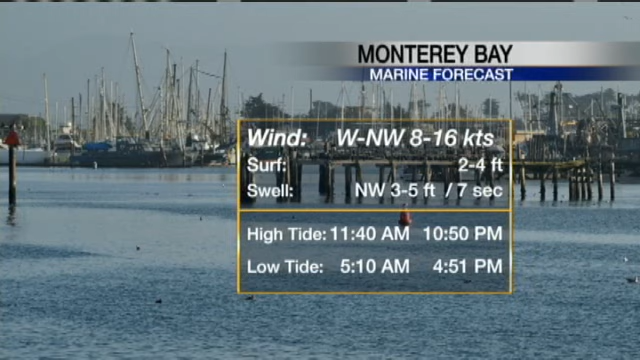 MONTEREY BAY
MARINE FORECAST
Wind: W-NW 8-16 kts
Surf: 2-4 ft
Swell: NW 3-5 ft / 7 sec
High Tide: 11:40 AM 10:50 PM
Low Tide: 5:10 AM 4:51 PM